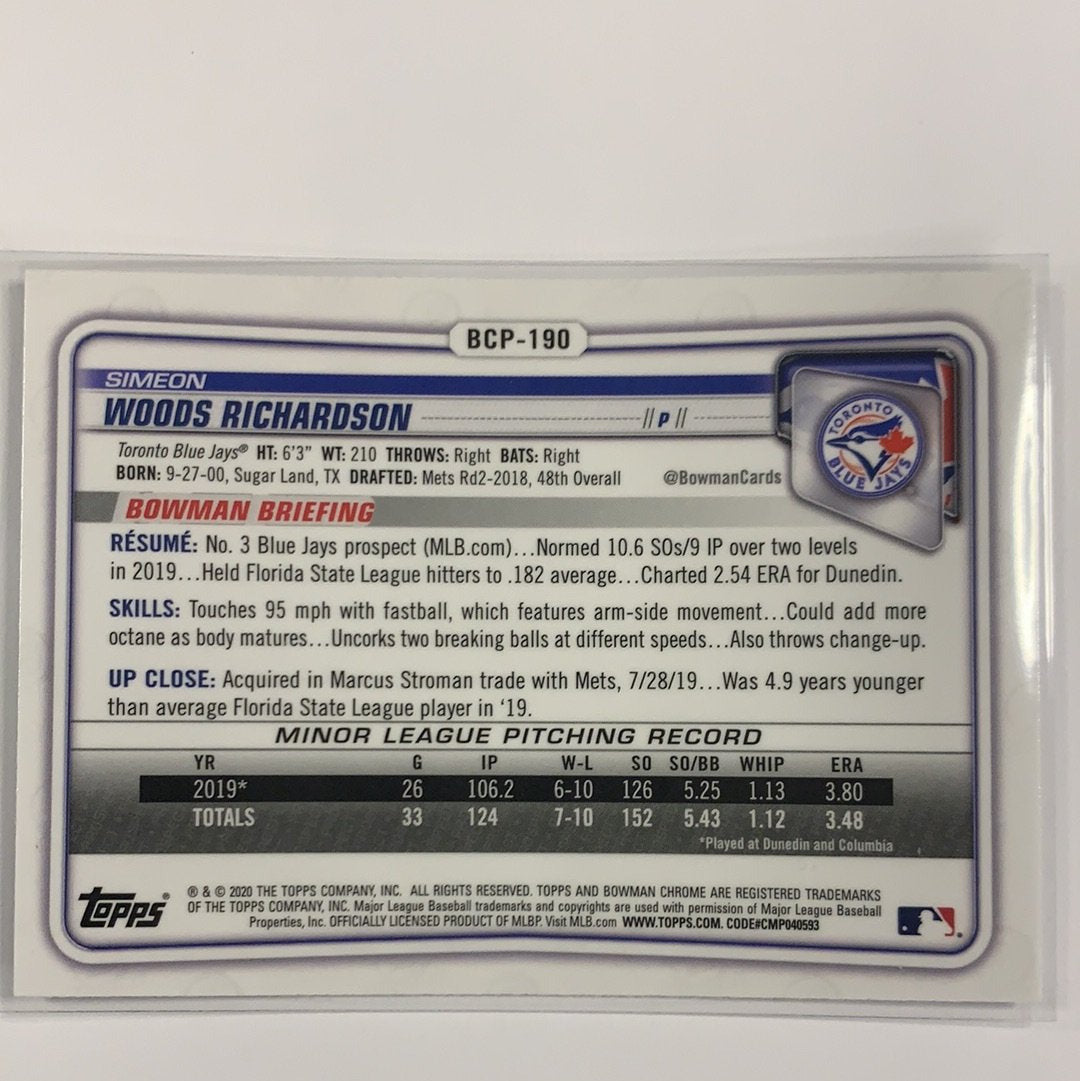 BCP-190
SIMEON
WOODS RICHARDSON // P //
Toronto Blue Jays® HT: 6'3" WT: 210 THROWS: Right BATS: Right
BORN: 9-27-00, Sugar Land, TX DRAFTED: Mets Rd2-2018, 48th Overall @BowmanCards
TORONTO
BLUE JAYS
BOWMAN BRIEFING
RÉSUMÉ: No. 3 Blue Jays prospect (MLB.com)...Normed 10.6 SOs/9 IP over two levels
in 2019...Held Florida State League hitters to .182 average...Charted 2.54 ERA for Dunedin.
SKILLS: Touches 95 mph with fastball, which features arm-side movement...Could add more
octane as body matures...Uncorks two breaking balls at different speeds...Also throws change-up.
UP CLOSE: Acquired in Marcus Stroman trade with Mets, 7/28/19...Was 4.9 years younger
than average Florida State League player in '19.
MINOR LEAGUE PITCHING RECORD
YR G IP W-L SO SO/BB WHIP ERA
2019* 26 106.2 6-10 126 5.25 1.13 3.80
TOTALS 33 124 7-10 152 5.43 1.12 3.48
*Played at Dunedin and Columbia
Topps®
® & © 2020 THE TOPPS COMPANY, INC. ALL RIGHTS RESERVED. TOPPS AND BOWMAN CHROME ARE REGISTERED TRADEMARKS
OF THE TOPPS COMPANY, INC. Major League Baseball trademarks and copyrights are used with permission of Major League Baseball
Properties, Inc. OFFICIALLY LICENSED PRODUCT OF MLBP. Visit MLB.com WWW.TOPPS.COM. CODE#CMP040593